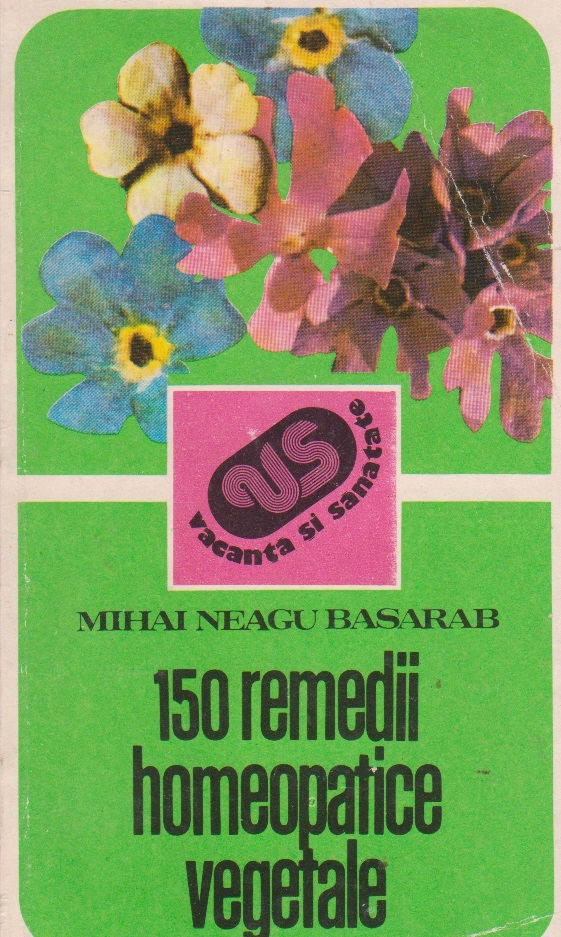 VS
vacanta si sanatate
MIHAI NEAGU BASARAB
150 remedii
homeopatice
vegetale